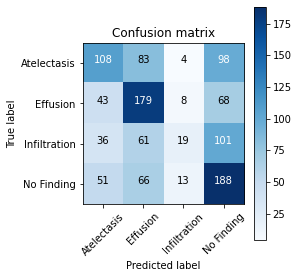 Confusion matrix
Atelectasis 108 83 4 98
Effusion 43 179 8 68
Infiltration 36 61 19 101
No Finding 51 66 13 188
Atelectasis Effusion Infiltration No Finding
Predicted label
True label
175
150
125
100
75
50
25